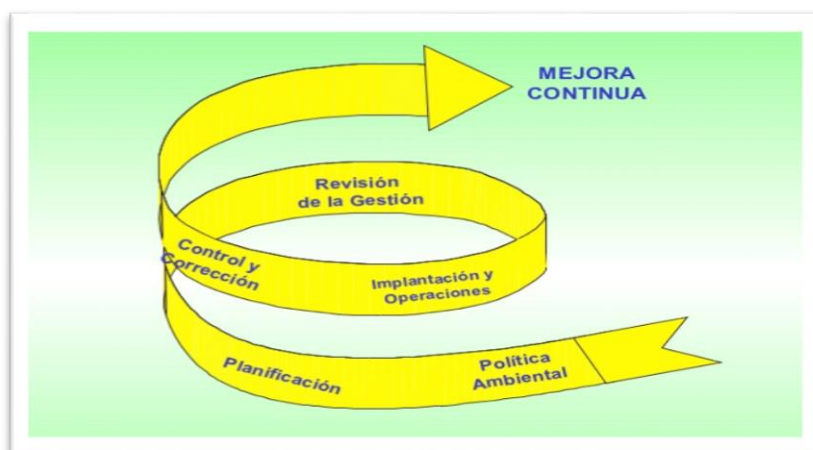 MEJORA
CONTINUA
Revisión
de la Gestión
Control y
Corrección
Implantación y
Operaciones
Planificación
Política
Ambiental